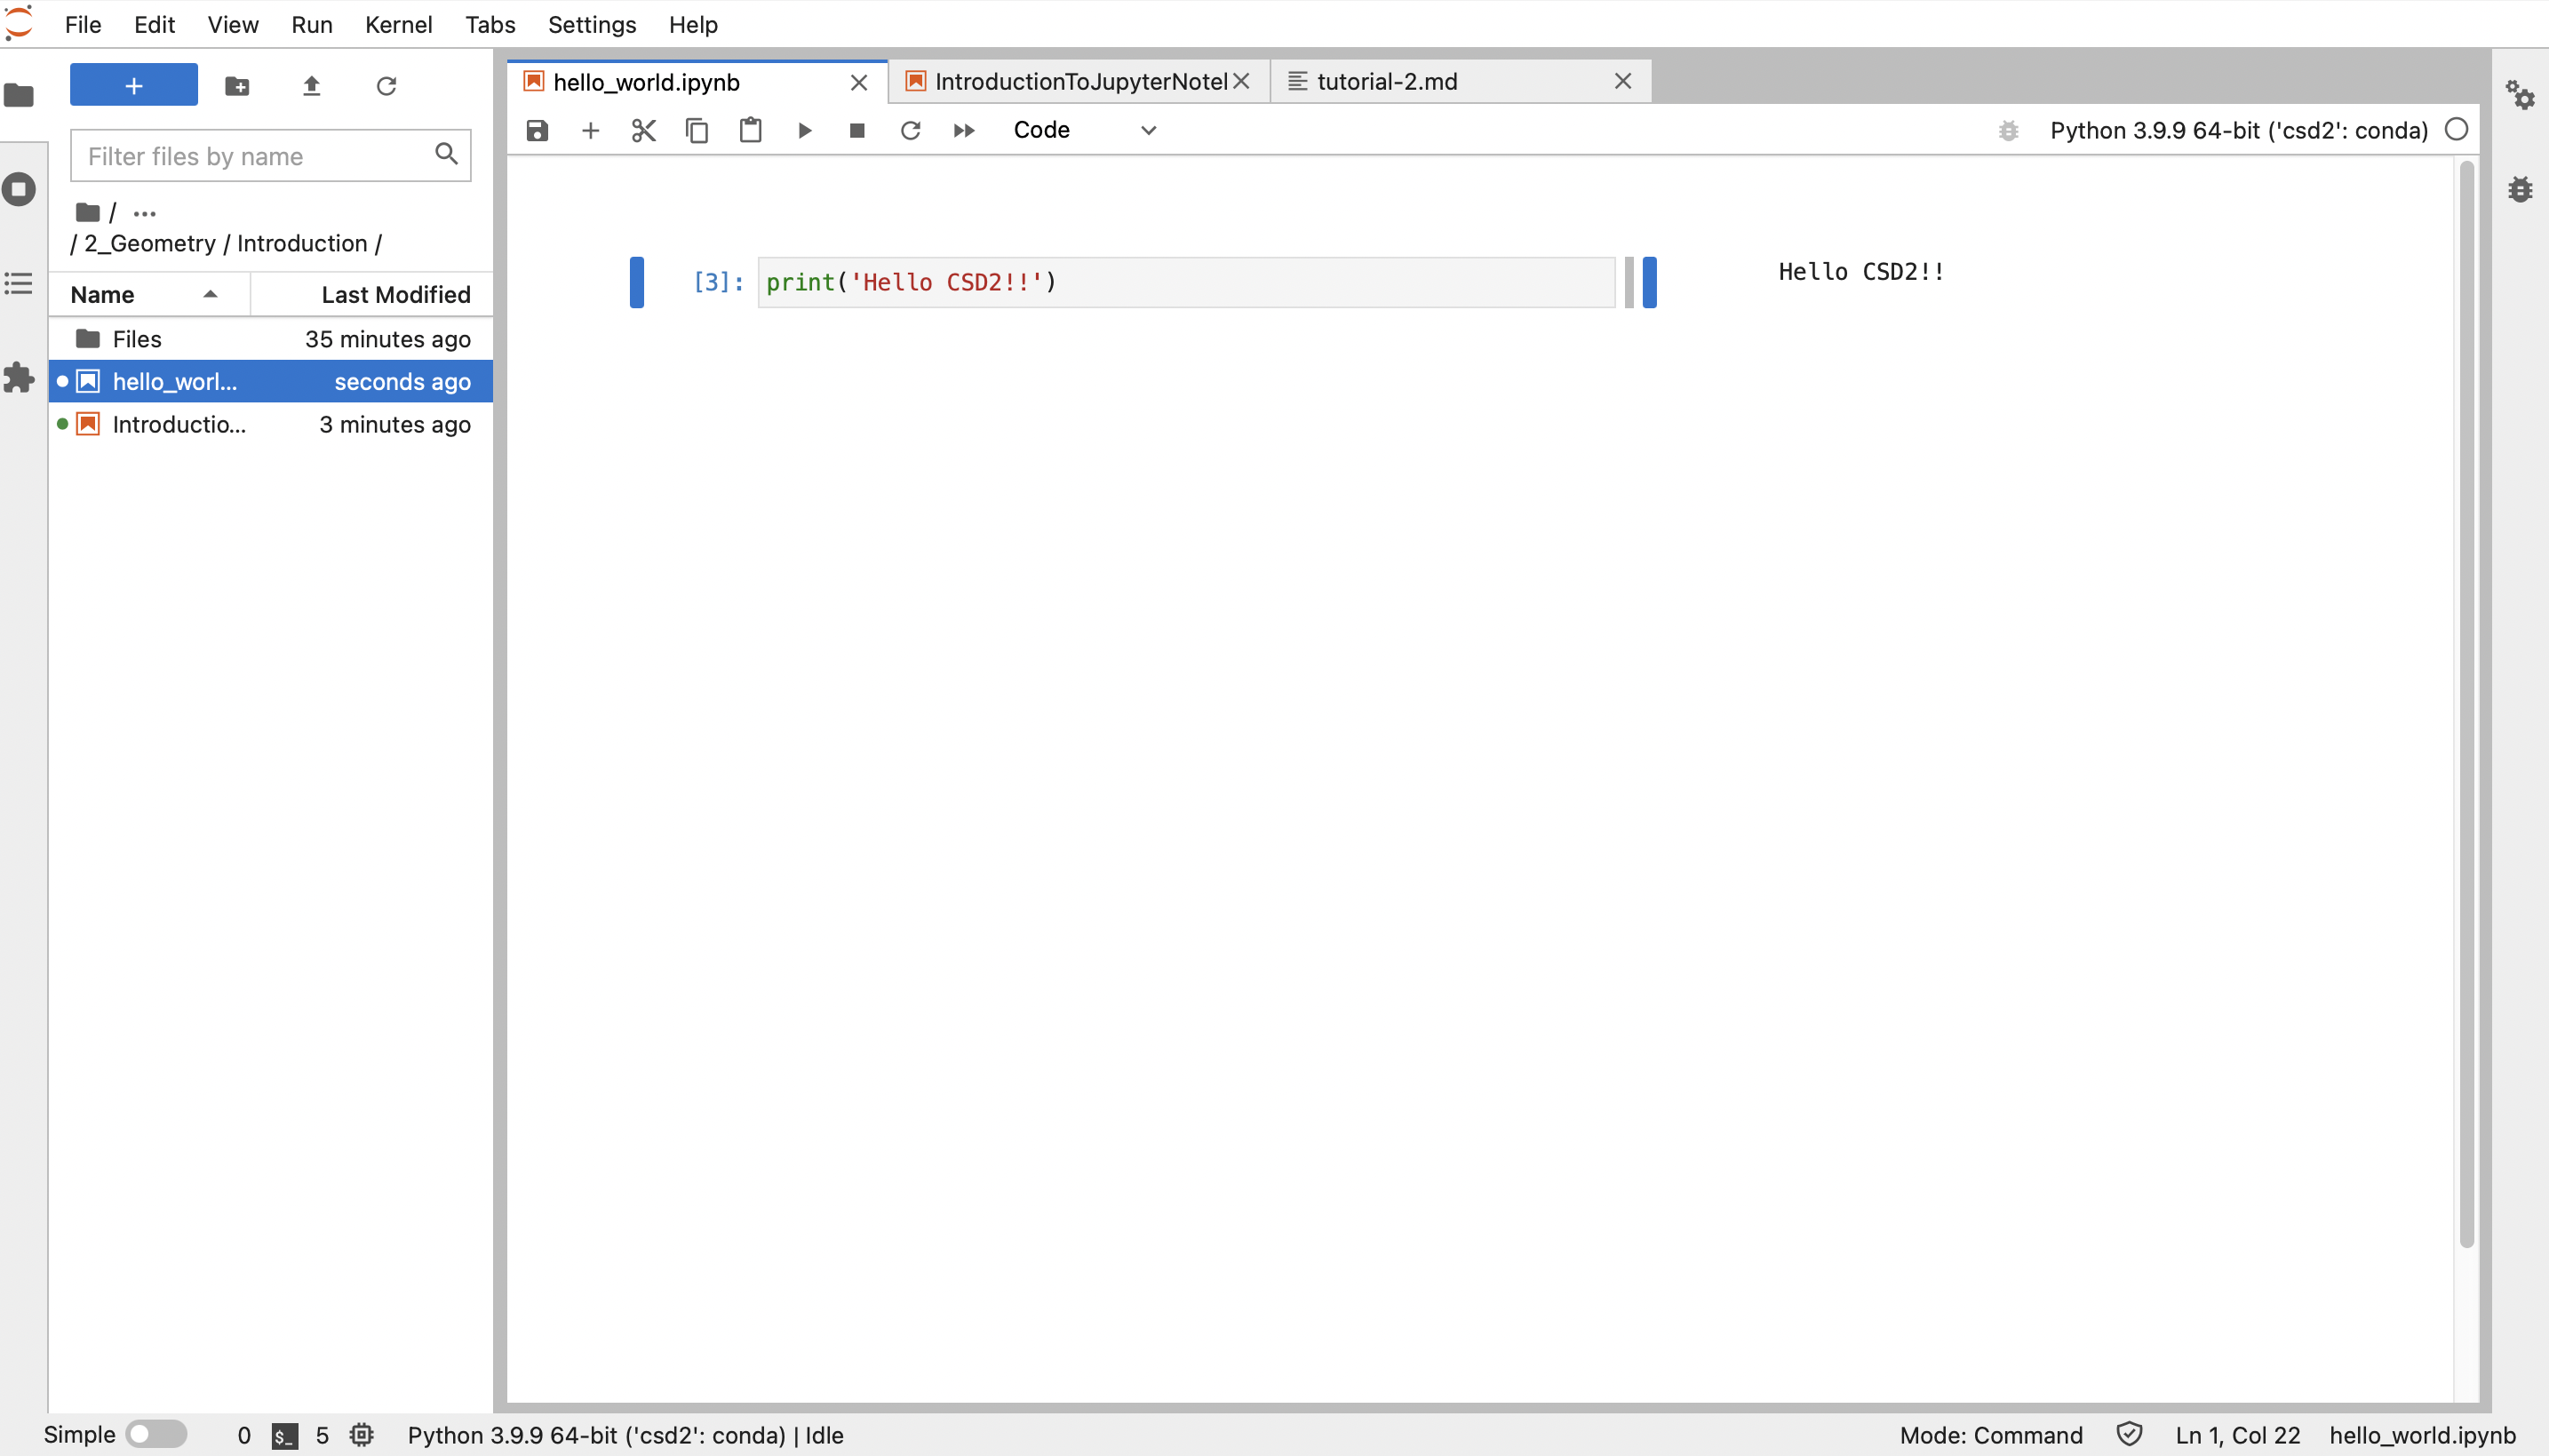 File Edit View Run Kernel Tabs Settings Help
+
Filter files by name
/ ...
/ 2_Geometry / Introduction /
Name Last Modified
Files 35 minutes ago
hello_worl... seconds ago
Introductio... 3 minutes ago
hello_world.ipynb
IntroductionToJupyterNotel
tutorial-2.md
Code
Python 3.9.9 64-bit ('csd2': conda)
[3]: print('Hello CSD2!!')
Hello CSD2!!
Simple 0 $_ 5 Python 3.9.9 64-bit ('csd2': conda) | Idle
Mode: Command Ln 1, Col 22 hello_world.ipynb